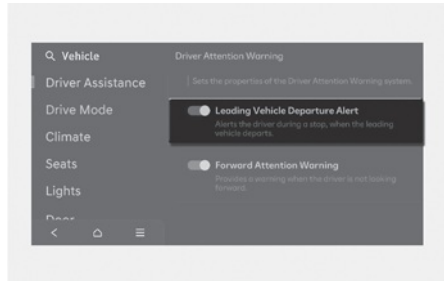 Vehicle
Driver Assistance
Drive Mode
Climate
Seats
Lights
Door
Driver Attention Warning
Sets the properties of the Driver Attention Warning system.
Leading Vehicle Departure Alert
Alerts the driver during a stop, when the leading
vehicle departs.
Forward Attention Warning
Provides a warning when the driver is not looking
forward.